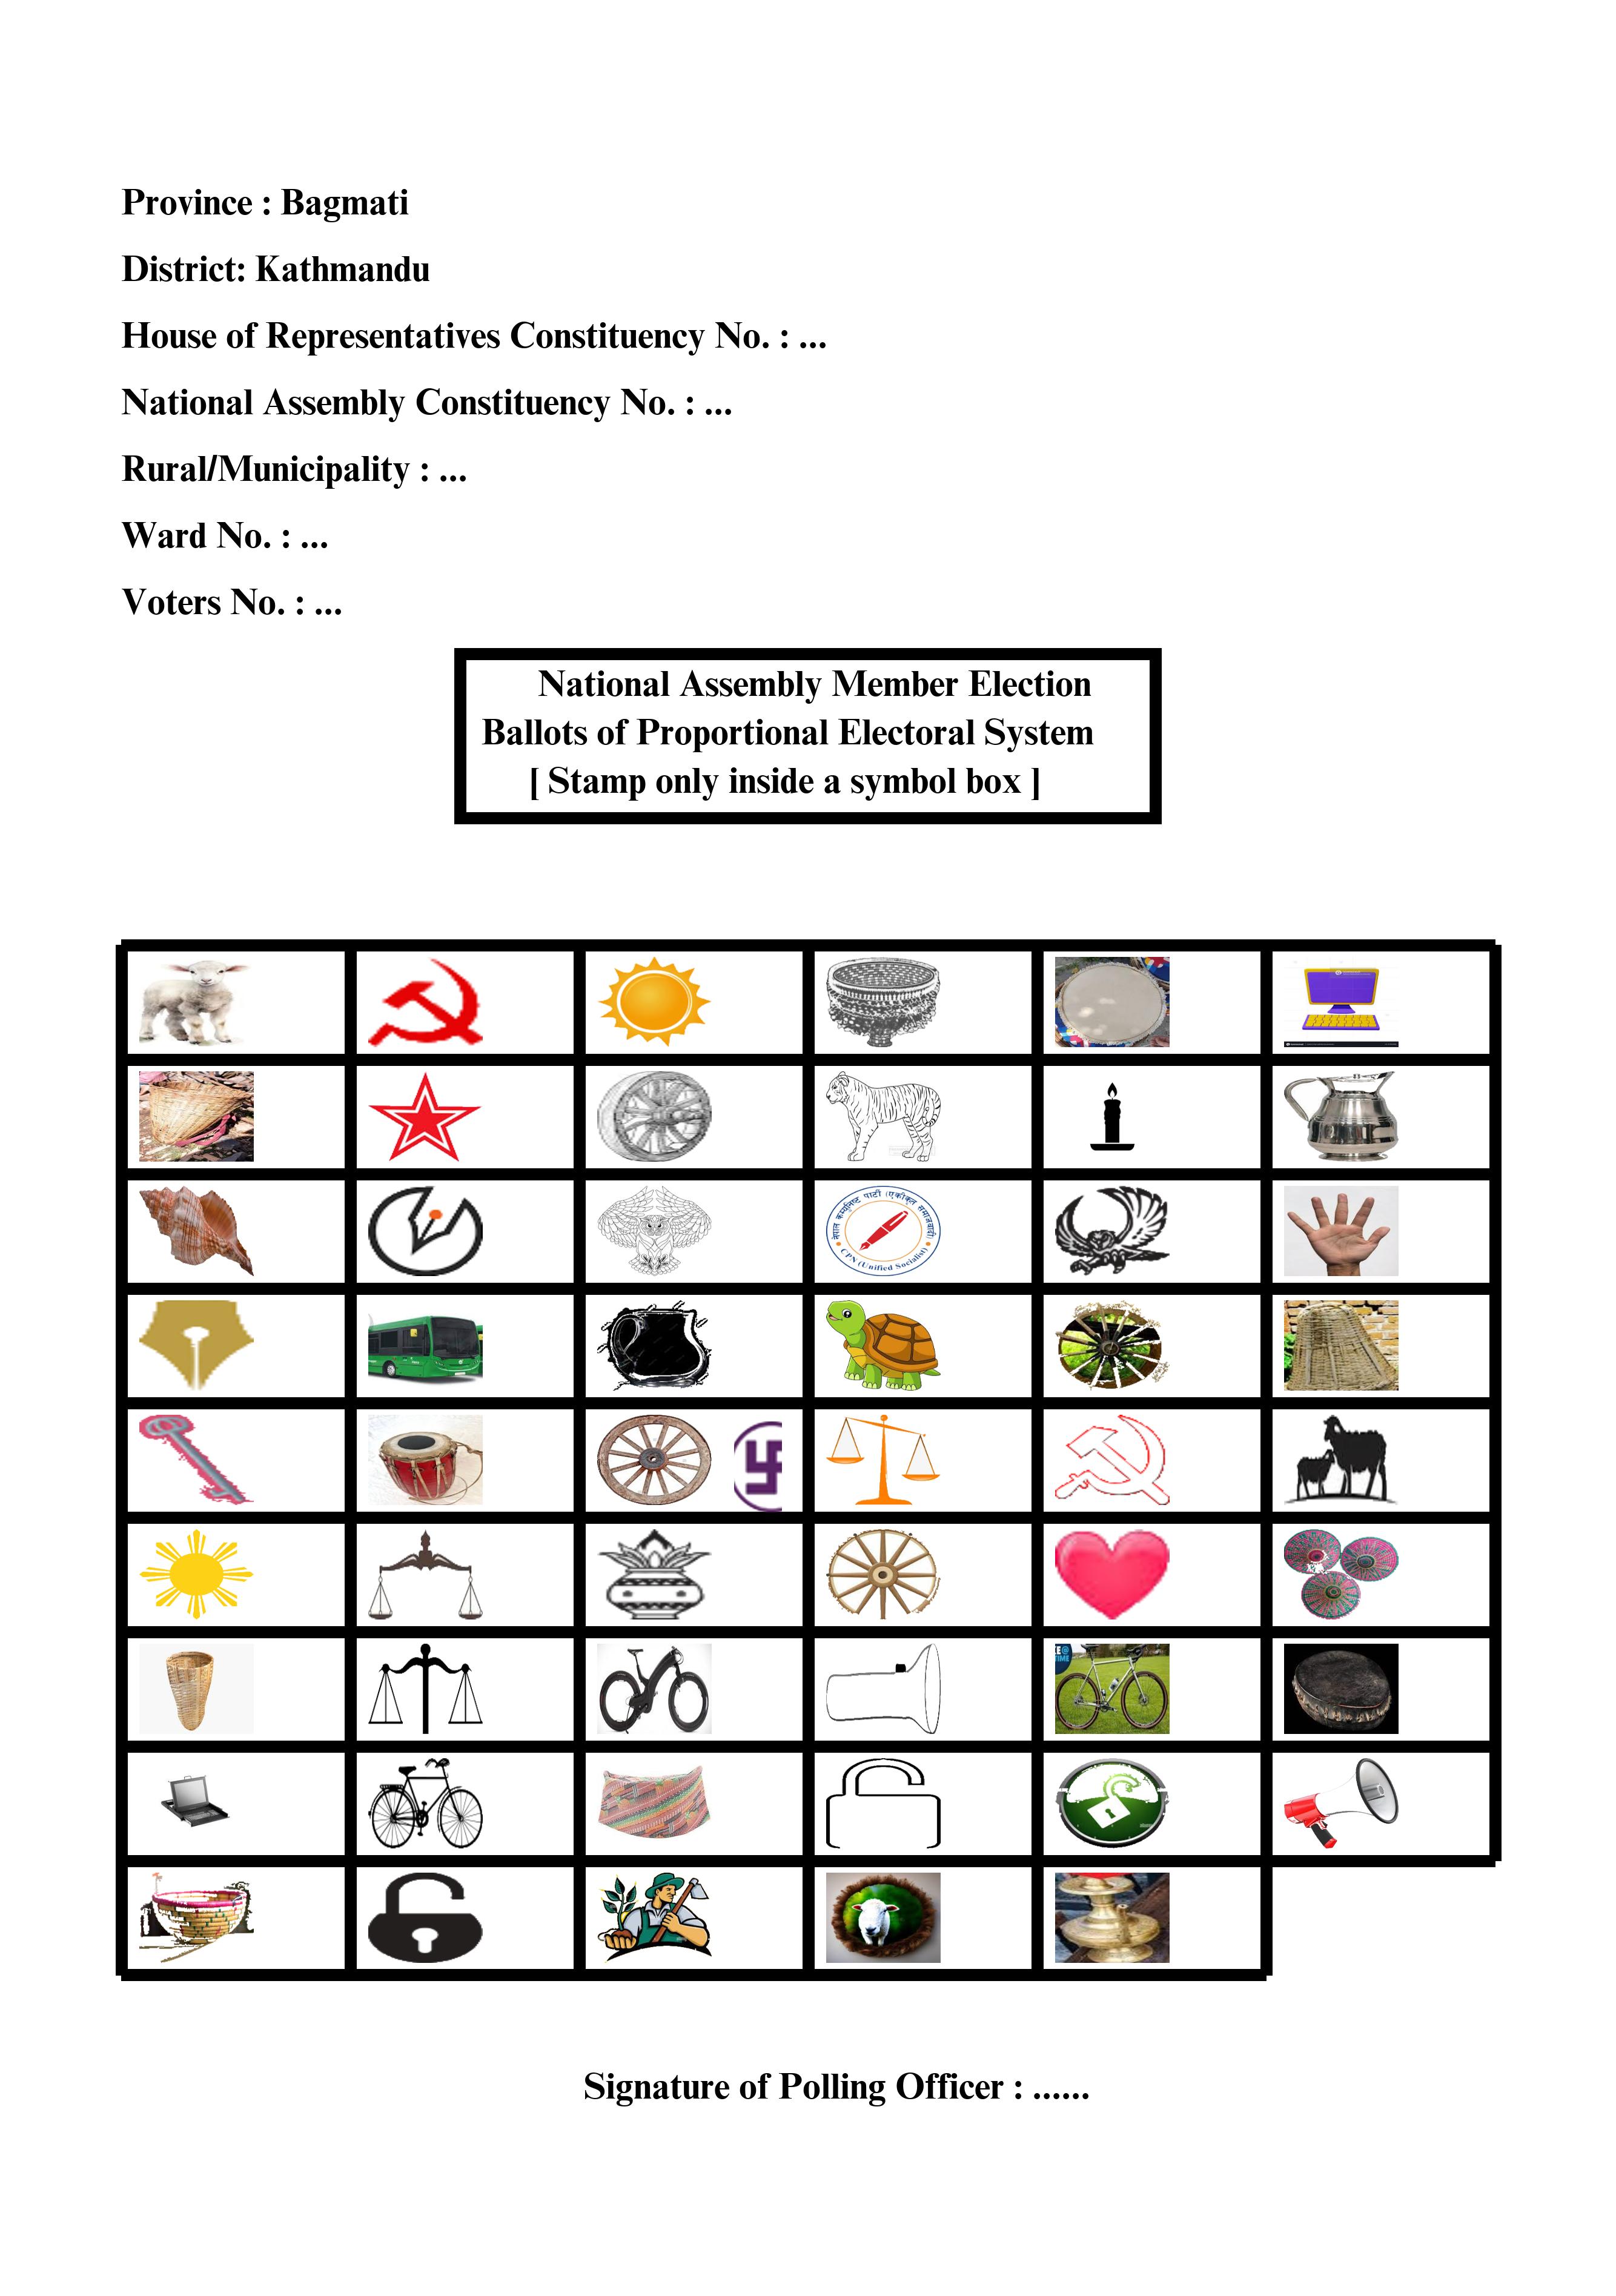 Province : Bagmati
District: Kathmandu
House of Representatives Constituency No. : ...
National Assembly Constituency No. : ...
Rural/Municipality : ...
Ward No. : ...
Voters No. : ...
National Assembly Member Election
Ballots of Proportional Electoral System
[ Stamp only inside a symbol box ]
नेपाल कम्युनिष्ट पार्टी (एकीकृत समाजवादी)
CPN (Unified Socialist)
TIME
Signature of Polling Officer : ......